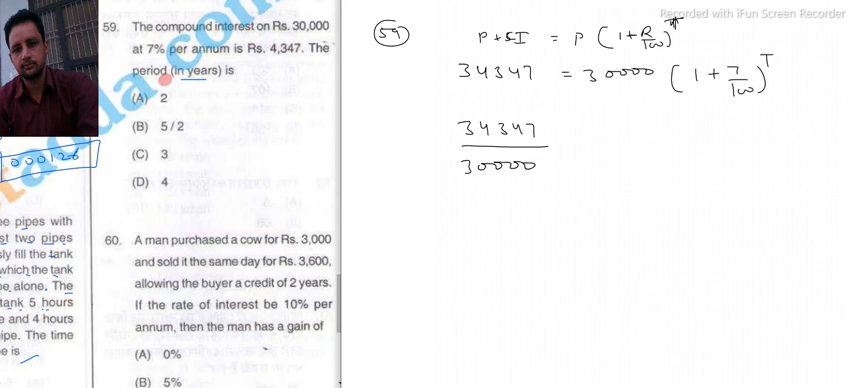 Recorded with iFun Screen Recorder
59. The compound interest on Rs. 30,000
at 7% per annum is Rs. 4,347. The
period (in years) is
(A) 2
(B) 5/2
(C) 3
(D) 4
60. A man purchased a cow for Rs. 3,000
and sold it the same day for Rs. 3,600,
allowing the buyer a credit of 2 years.
If the rate of interest be 10% per
annum, then the man has a gain of
(A) 0%
(B) 5%
000126
ee pipes with
st two pipes
sly fill the tank
which the tank
be alone. The
tank 5 hours
e and 4 hours
ipe. The time
e is
adda.com
59
= P (1 + R/100)^T
34347 = 30000 (1 + 7/100)^T
34347
30000